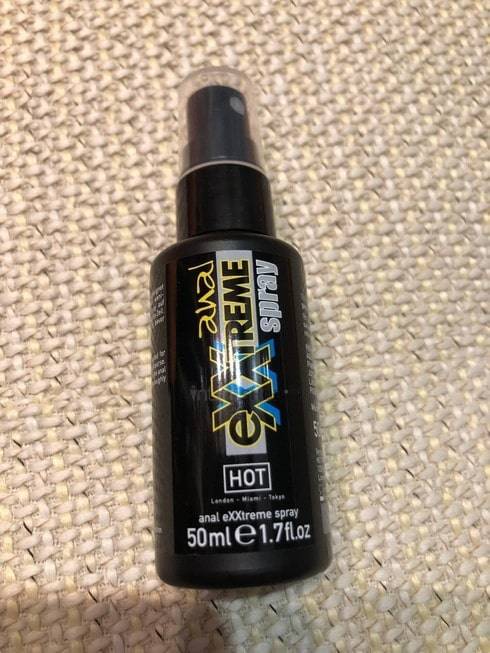 anal
eXXTREME
spray
HOT
London - Miami - Tokyo
anal eXXtreme spray
50ml e 1.7fl.oz